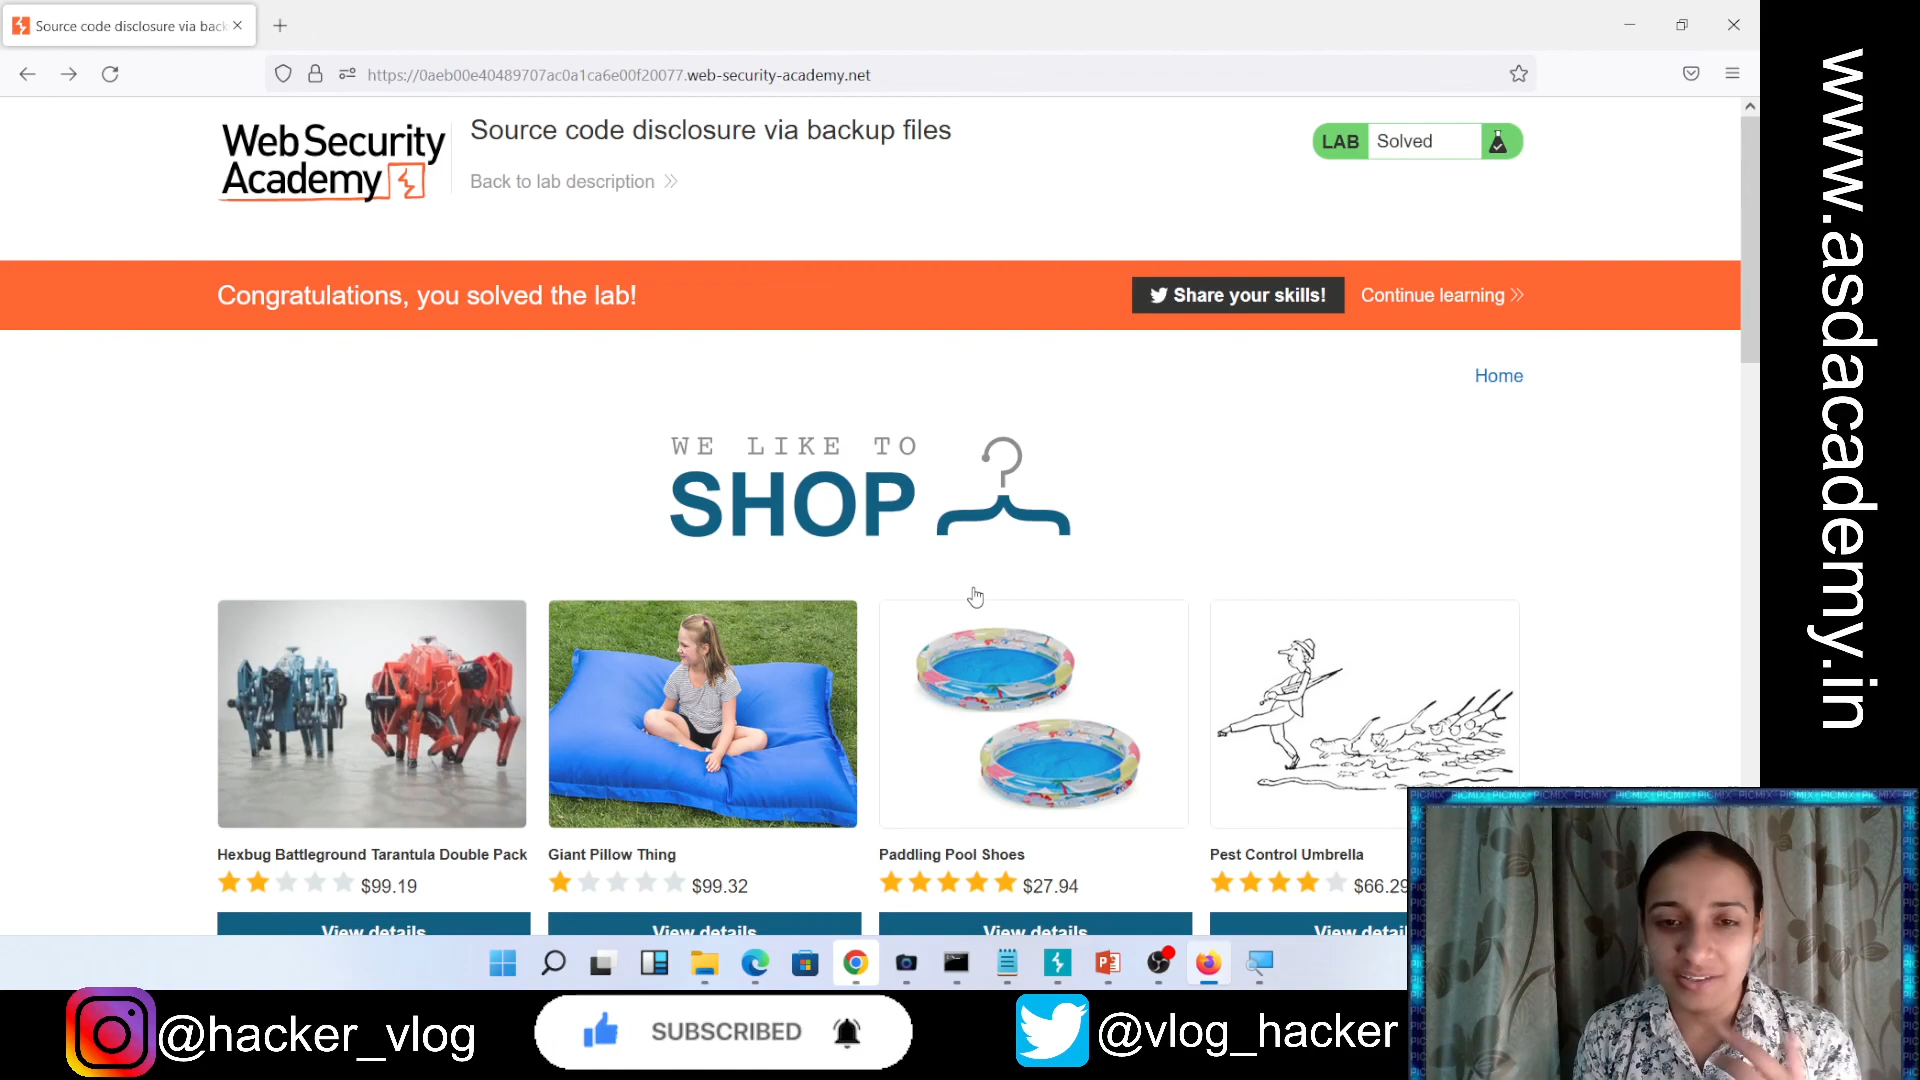 Source code disclosure via back
https://0aeb00e40489707ac0a1ca6e00f20077.web-security-academy.net
Web Security
Academy
Source code disclosure via backup files
Back to lab description
LAB Solved
Congratulations, you solved the lab!
Share your skills!
Continue learning
Home
WE LIKE TO
SHOP
Hexbug Battleground Tarantula Double Pack
$99.19
View details
Giant Pillow Thing
$99.32
View details
Paddling Pool Shoes
$27.94
View details
Pest Control Umbrella
$66.29
View detai
www.asdacademy.in
@hacker_vlog
SUBSCRIBED
@vlog_hacker